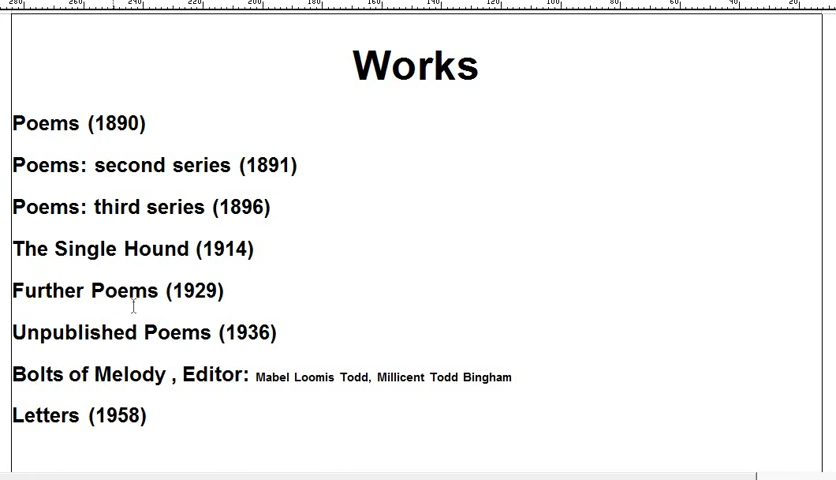 Works
Poems (1890)
Poems: second series (1891)
Poems: third series (1896)
The Single Hound (1914)
Further Poems (1929)
Unpublished Poems (1936)
Bolts of Melody , Editor: Mabel Loomis Todd, Millicent Todd Bingham
Letters (1958)